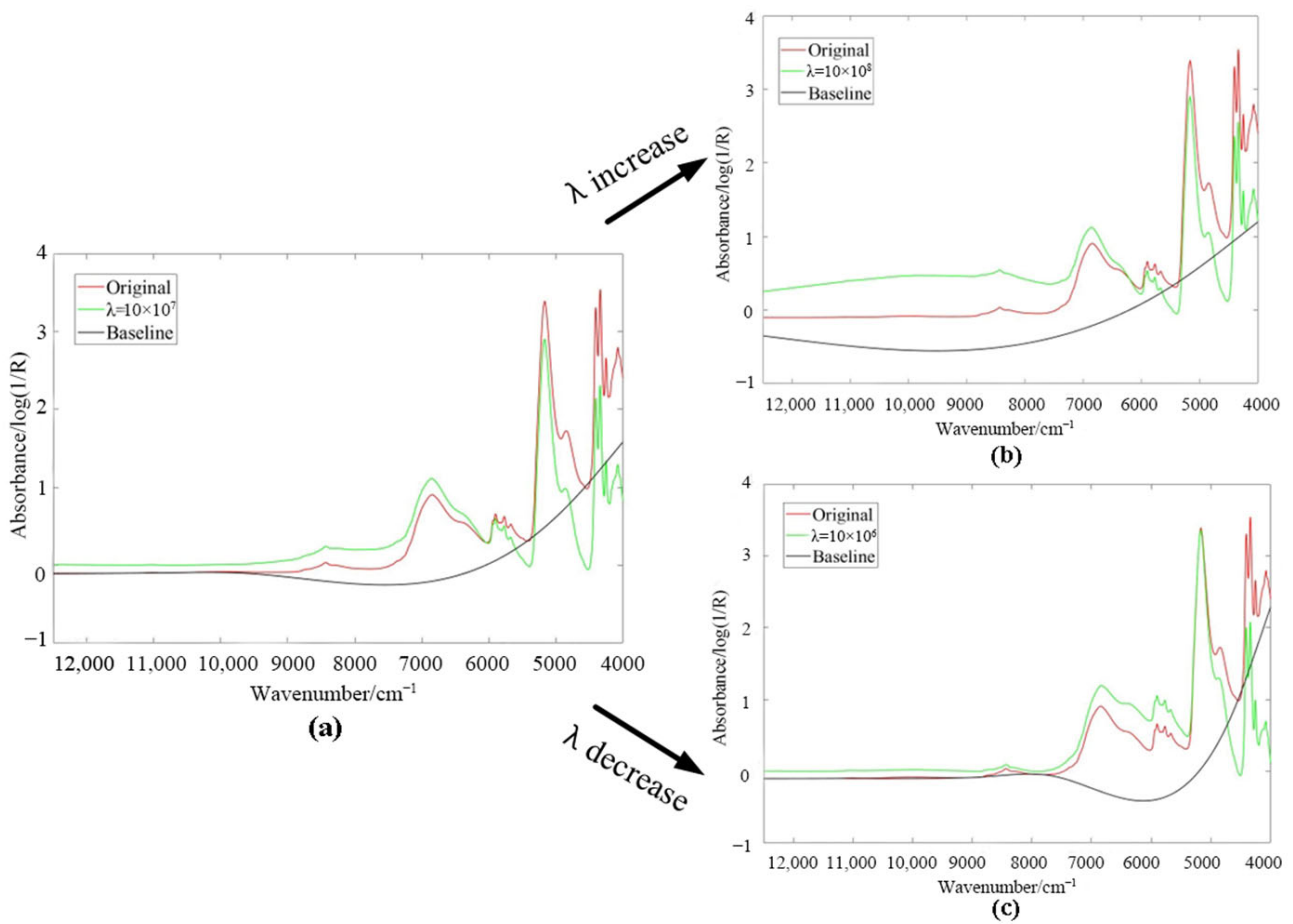 4
3
2
1
0
−1
Absorbance/log(1/R)
Original
λ=10×10⁷
Baseline
12,000 11,000 10,000 9000 8000 7000 6000 5000 4000
Wavenumber/cm⁻¹
(a)
λ increase
λ decrease
4
3
2
1
0
−1
Absorbance/log(1/R)
Original
λ=10×10⁸
Baseline
12,000 11,000 10,000 9000 8000 7000 6000 5000 4000
Wavenumber/cm⁻¹
(b)
4
3
2
1
0
−1
Absorbance/log(1/R)
Original
λ=10×10⁶
Baseline
12,000 11,000 10,000 9000 8000 7000 6000 5000 4000
Wavenumber/cm⁻¹
(c)